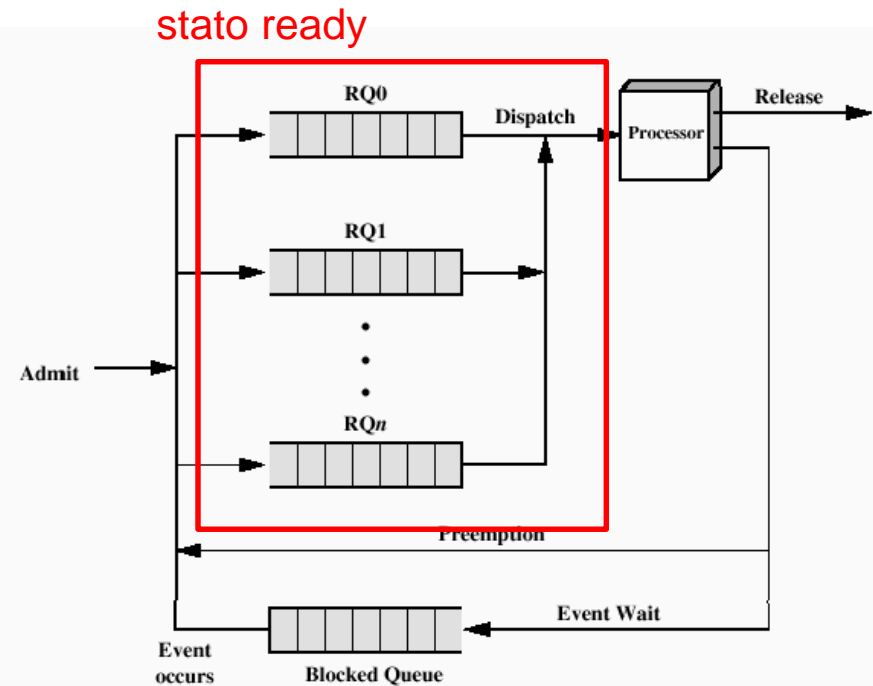 stato ready
RQ0
Dispatch
Release
Processor
RQ1
Admit
RQn
Preemption
Event Wait
Event
occurs
Blocked Queue